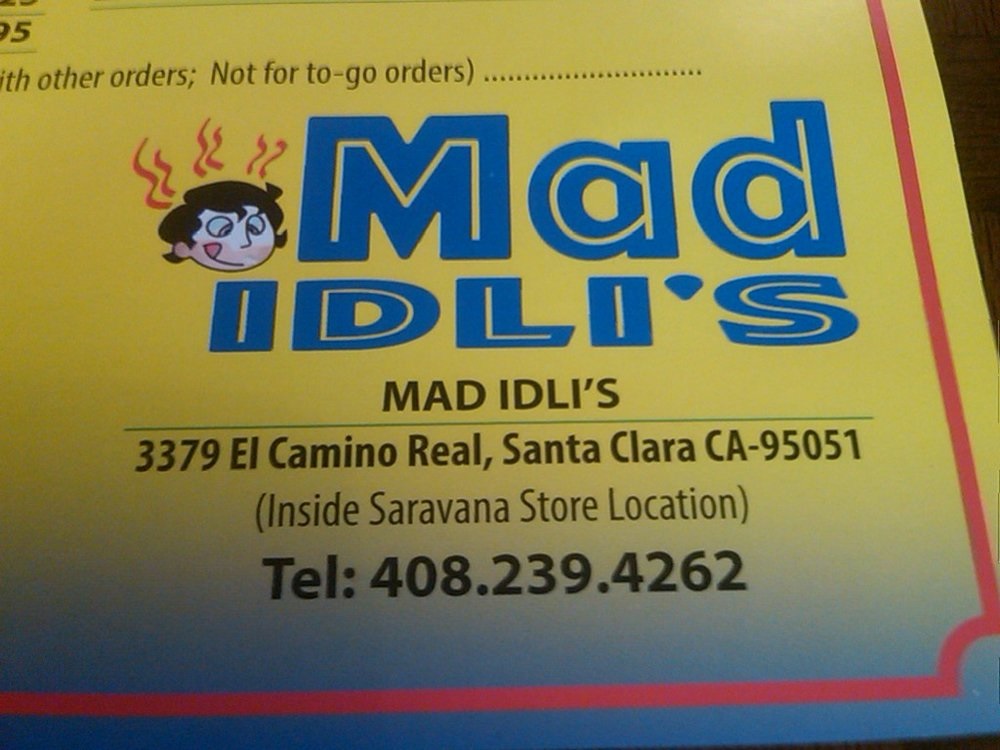 95
with other orders; Not for to-go orders) ...........................
Mad
IDLI'S
MAD IDLI'S
3379 El Camino Real, Santa Clara CA-95051
(Inside Saravana Store Location)
Tel: 408.239.4262